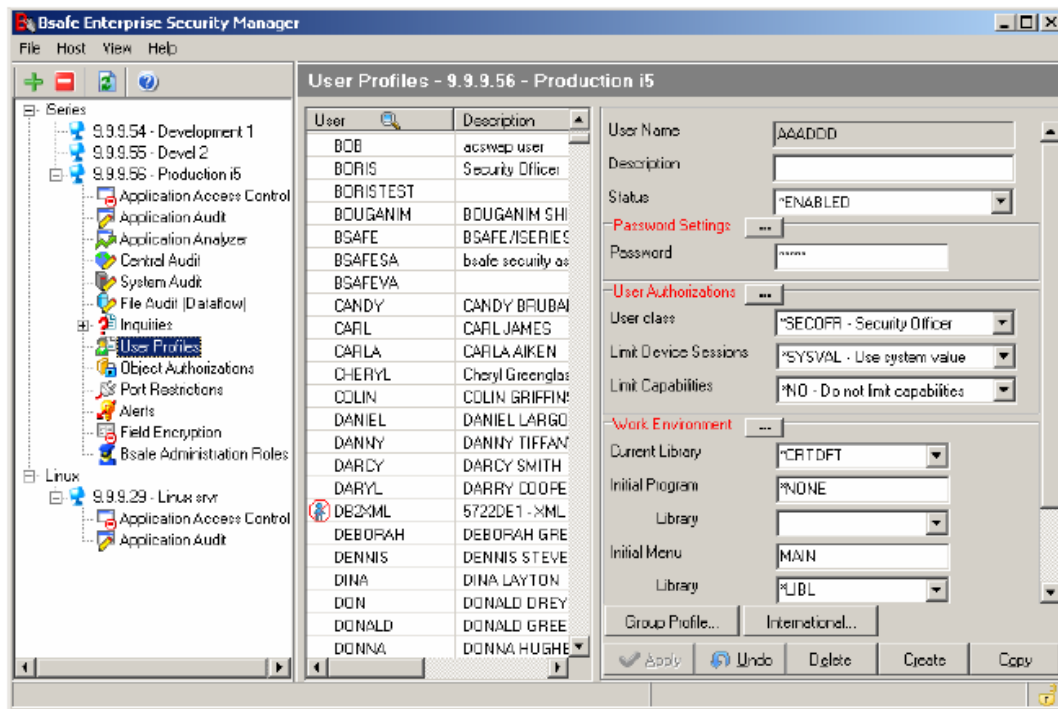 Bsafe Enterprise Security Manager
File Host View Help
User Profiles - 9.9.9.56 - Production i5
iSeries
9.9.9.54 - Development 1
9.9.9.55 - Devel 2
9.9.9.56 - Production i5
Application Access Control
Application Audit
Application Analyzer
Central Audit
System Audit
File Audit (Dataflow)
Inquiries
User Profiles
Object Authorizations
Port Restrictions
Alerts
Field Encryption
Bsafe Administration Roles
Linux
9.9.9.29 - Linux srvr
Application Access Control
Application Audit
User Description
BOB acswap user
BORIS Security Officer
BORISTEST
BOUGANIM BOUGANIM SHI
BSAFE BSAFE/ISERIES
BSAFESA bsafe security as
BSAFEVA
CANDY CANDY BRUBAI
CARL CARL JAMES
CARLA CARLA AIKEN
CHERYL Cheryl Greenglas
COLIN COLIN GRIFFIN
DANIEL DANIEL LARGO
DANNY DANNY TIFFAN
DARCY DARCY SMITH
DARYL DARRY COOPE
DB2XML 5722DE1 - XML
DEBORAH DEBORAH GRE
DENNIS DENNIS STEVE
DINA DINA LAYTON
DON DONALD DREY
DONALD DONALD GREE
DONNA DONNA HUGHE
User Name AAADDD
Description
Status *ENABLED
Password Settings ...
Password *****
User Authorizations ...
User class *SECOFR - Security Officer
Limit Device Sessions *SYSVAL - Use system value
Limit Capabilities *NO - Do not limit capabilities
Work Environment ...
Current Library *CRTDFT
Initial Program *NONE
Library
Initial Menu MAIN
Library *LIBL
Group Profile... International...
Apply Undo Delete Create Copy